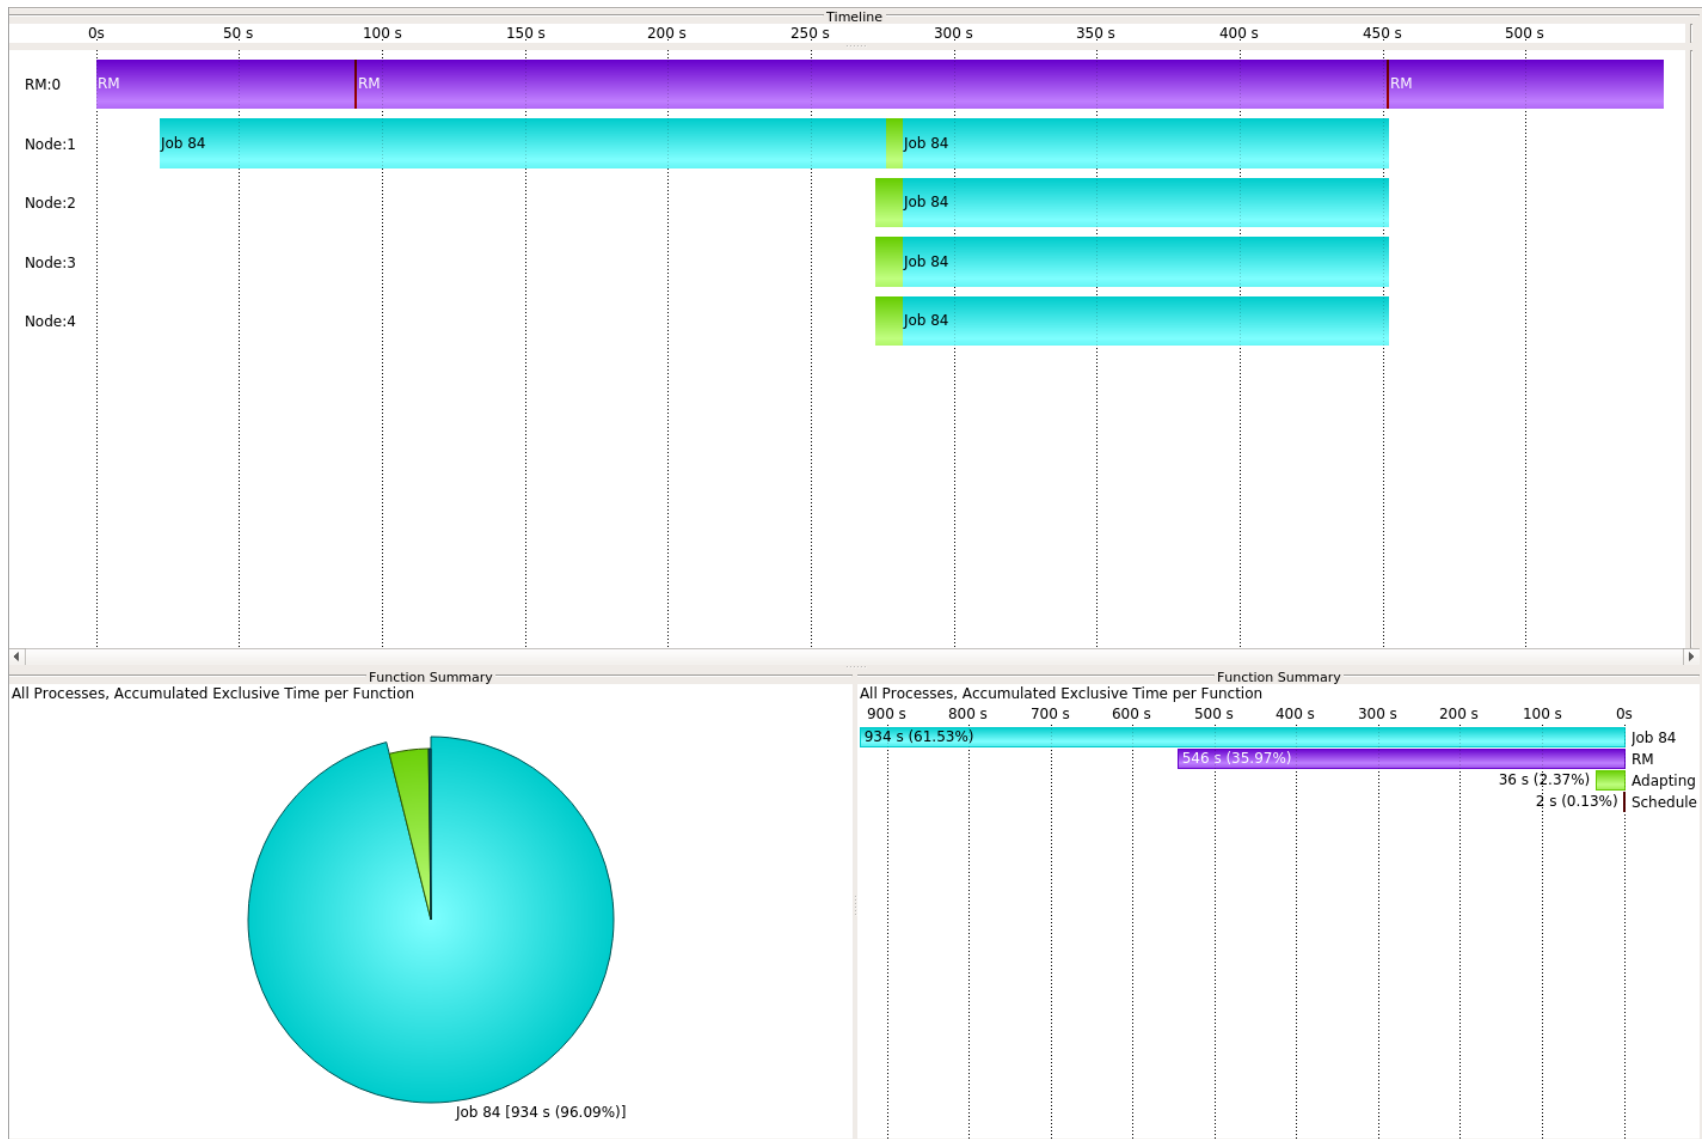 Timeline
0s 50 s 100 s 150 s 200 s 250 s 300 s 350 s 400 s 450 s 500 s
RM:0 RM RM RM
Node:1 Job 84 Job 84
Node:2 Job 84
Node:3 Job 84
Node:4 Job 84
Function Summary
All Processes, Accumulated Exclusive Time per Function
Job 84 [934 s (96.09%)]
Function Summary
All Processes, Accumulated Exclusive Time per Function
900 s 800 s 700 s 600 s 500 s 400 s 300 s 200 s 100 s 0s
934 s (61.53%) Job 84
546 s (35.97%) RM
36 s (2.37%) Adapting
2 s (0.13%) Schedule